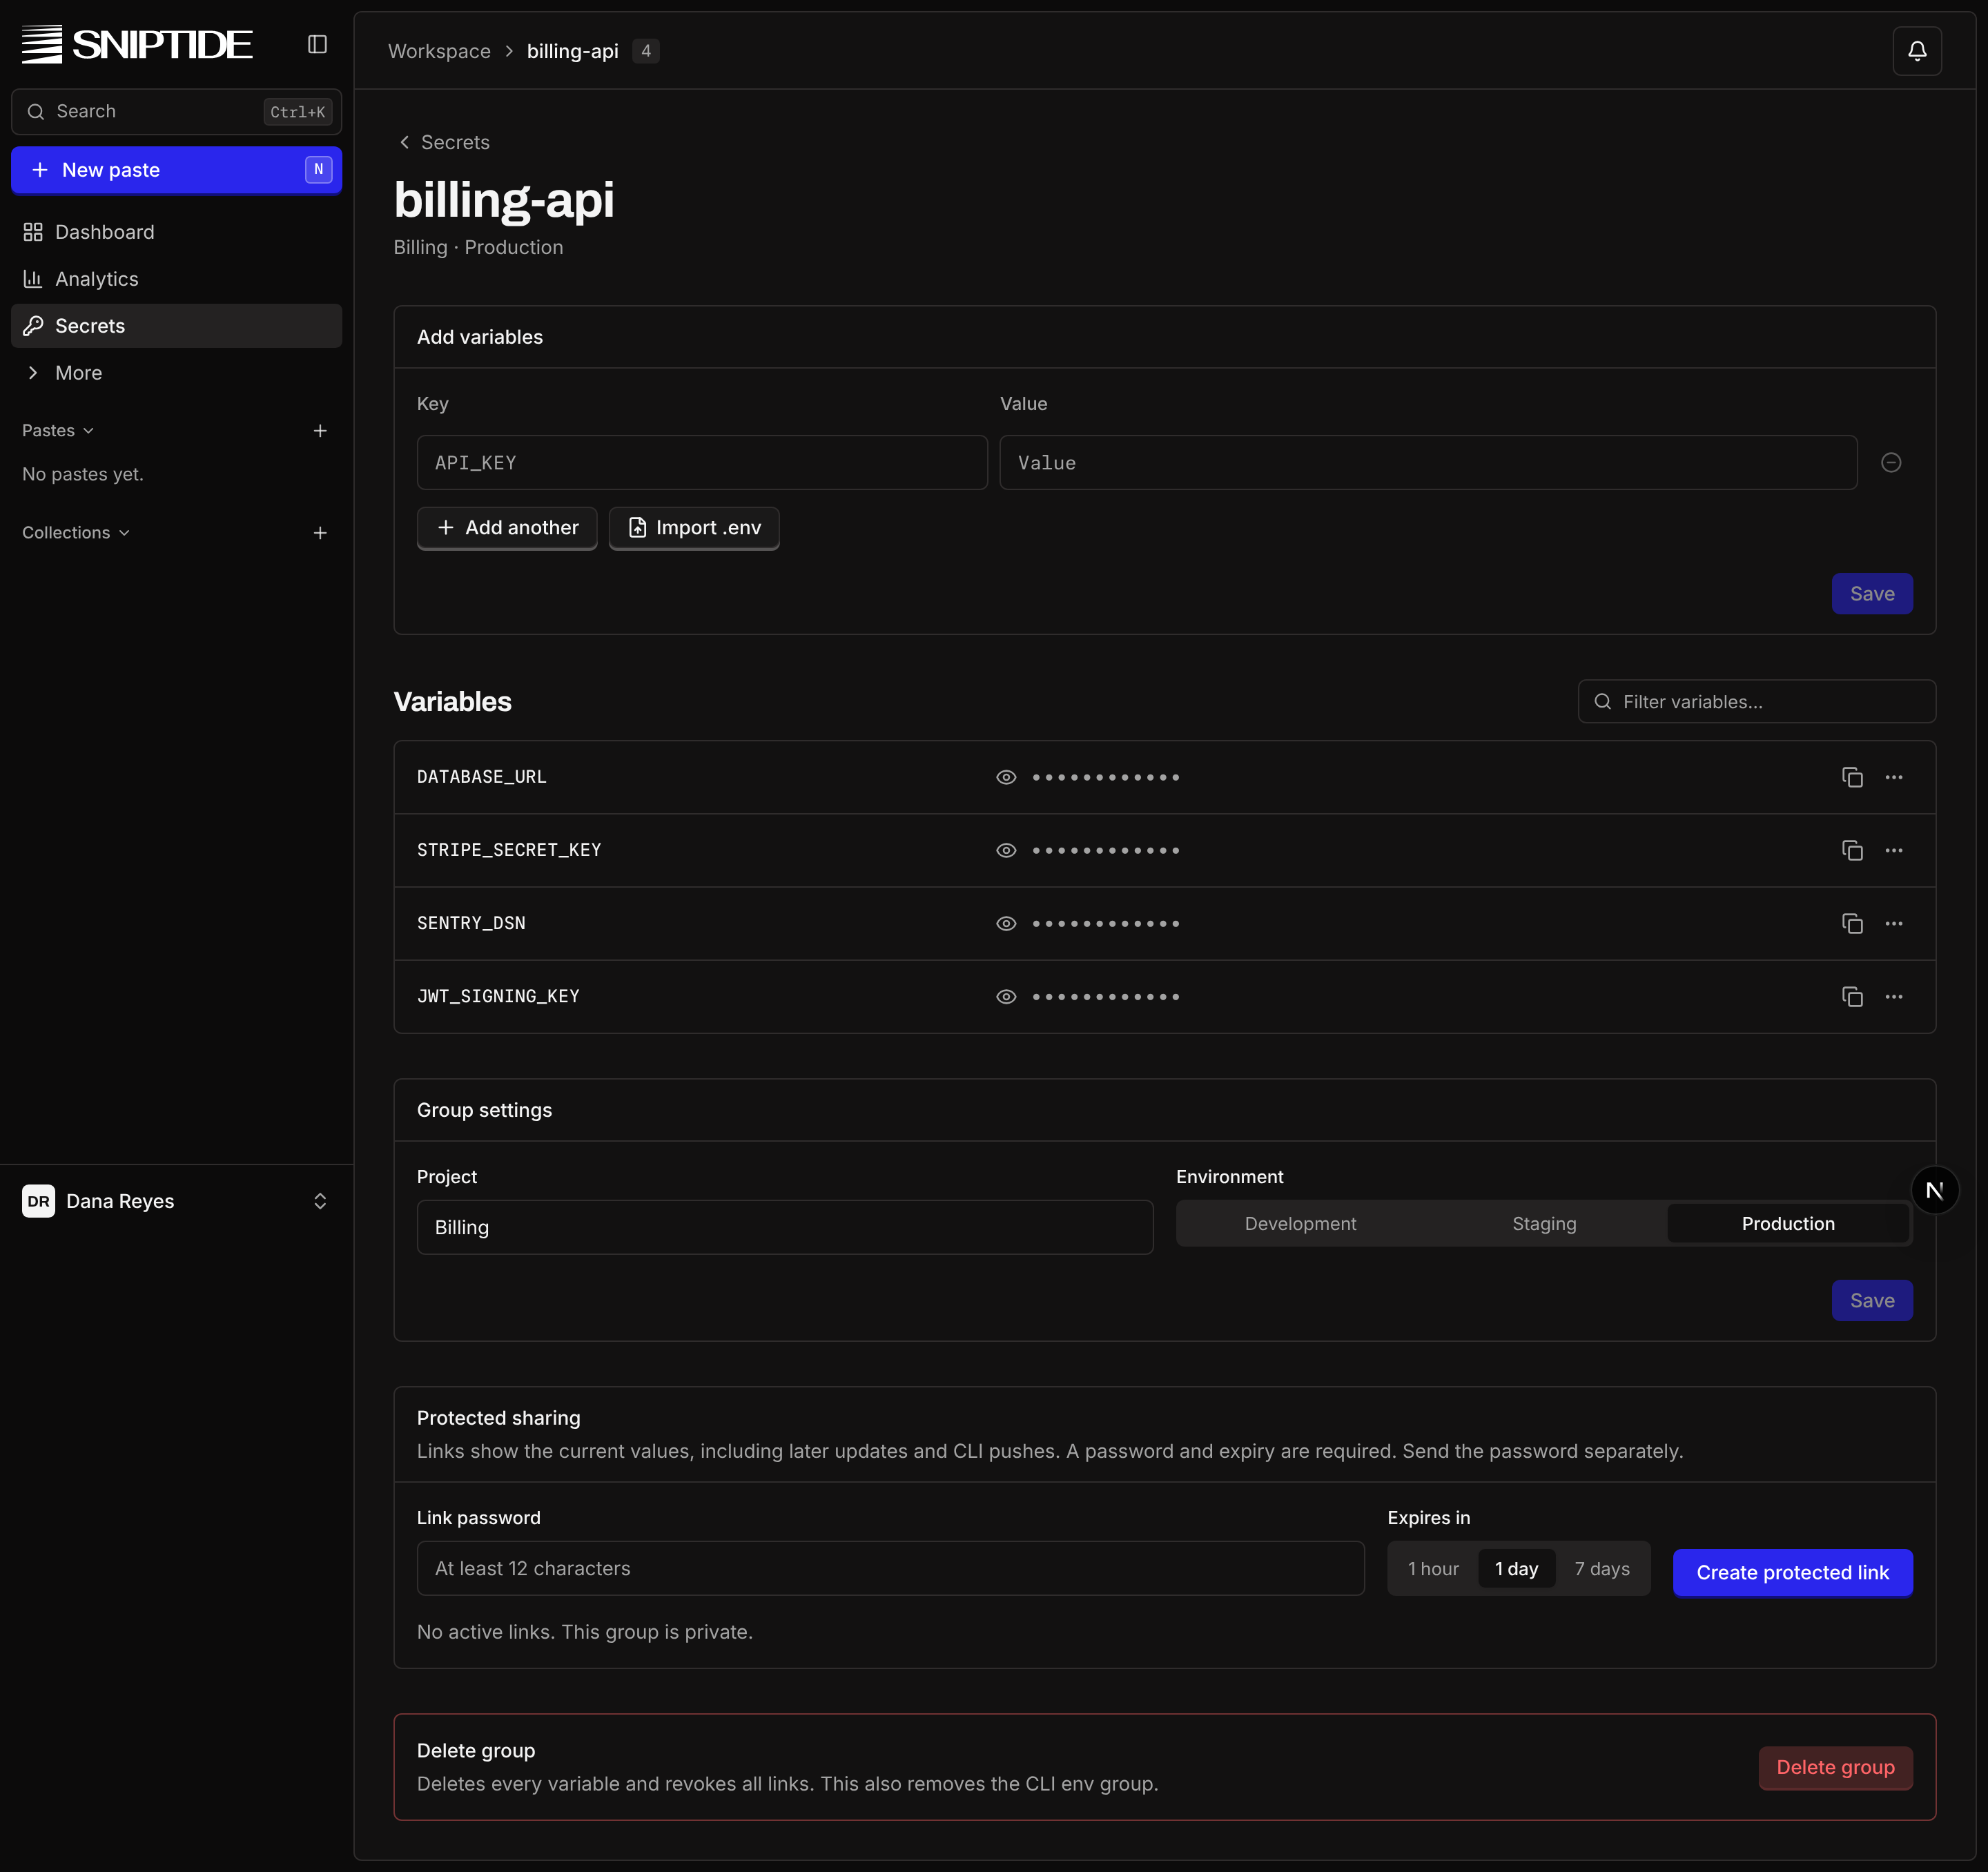 SNIPTIDE
Search
Ctrl+K
New paste
N
Dashboard
Analytics
Secrets
More
Pastes
No pastes yet.
Collections
DR
Dana Reyes
Workspace
billing-api
4
Secrets
billing-api
Billing · Production
Add variables
Key
Value
API_KEY
Value
Add another
Import .env
Save
Variables
Filter variables...
DATABASE_URL
••••••••••••
STRIPE_SECRET_KEY
••••••••••••
SENTRY_DSN
••••••••••••
JWT_SIGNING_KEY
••••••••••••
Group settings
Project
Environment
Billing
Development
Staging
Production
N
Save
Protected sharing
Links show the current values, including later updates and CLI pushes. A password and expiry are required. Send the password separately.
Link password
Expires in
At least 12 characters
1 hour
1 day
7 days
Create protected link
No active links. This group is private.
Delete group
Deletes every variable and revokes all links. This also removes the CLI env group.
Delete group